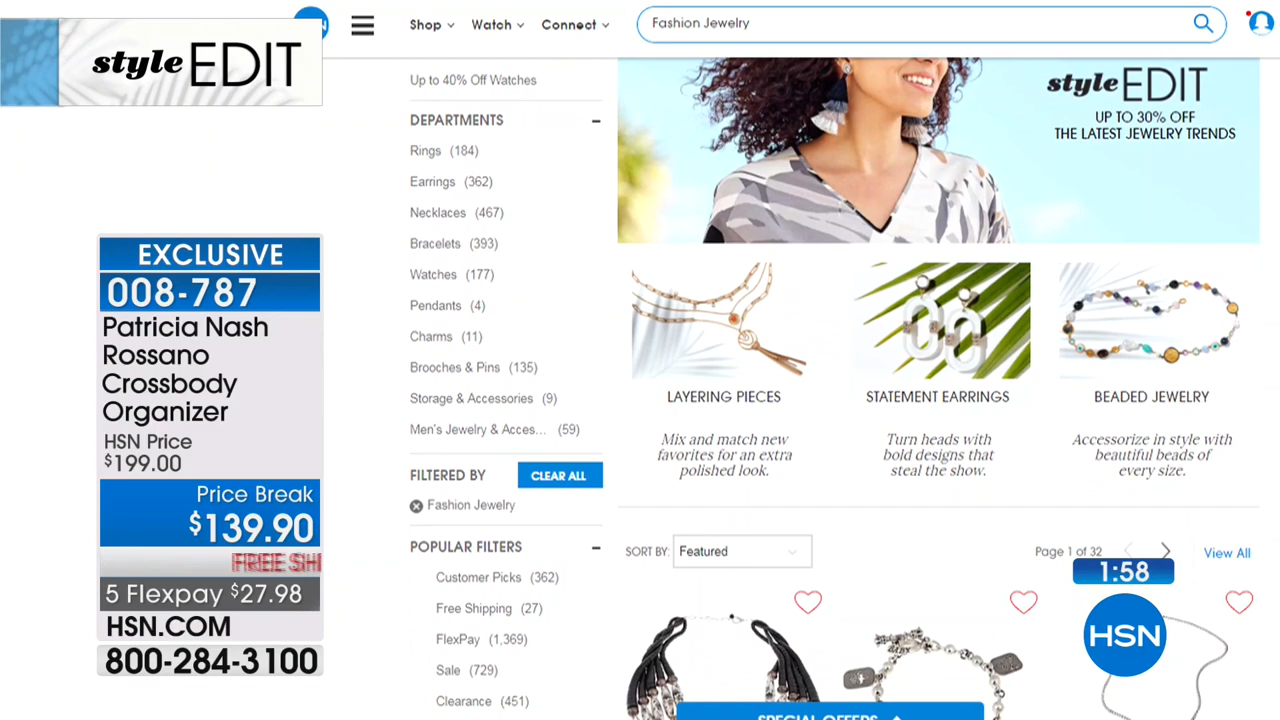 styleEDIT
EXCLUSIVE
008-787
Patricia Nash
Rossano
Crossbody
Organizer
HSN Price
$199.00
Price Break
$139.90
FREE SH
5 Flexpay $27.98
HSN.COM
800-284-3100
Shop
Watch
Connect
Fashion Jewelry
Up to 40% Off Watches
DEPARTMENTS
Rings (184)
Earrings (362)
Necklaces (467)
Bracelets (393)
Watches (177)
Pendants (4)
Charms (11)
Brooches & Pins (135)
Storage & Accessories (9)
Men's Jewelry & Acces... (59)
FILTERED BY
CLEAR ALL
Fashion Jewelry
POPULAR FILTERS
Customer Picks (362)
Free Shipping (27)
FlexPay (1,369)
Sale (729)
Clearance (451)
styleEDIT
UP TO 30% OFF
THE LATEST JEWELRY TRENDS
LAYERING PIECES
Mix and match new
favorites for an extra
polished look.
STATEMENT EARRINGS
Turn heads with
bold designs that
steal the show.
BEADED JEWELRY
Accessorize in style with
beautiful beads of
every size.
SORT BY: Featured
Page 1 of 32
View All
1:58
HSN
SPECIAL OFFERS